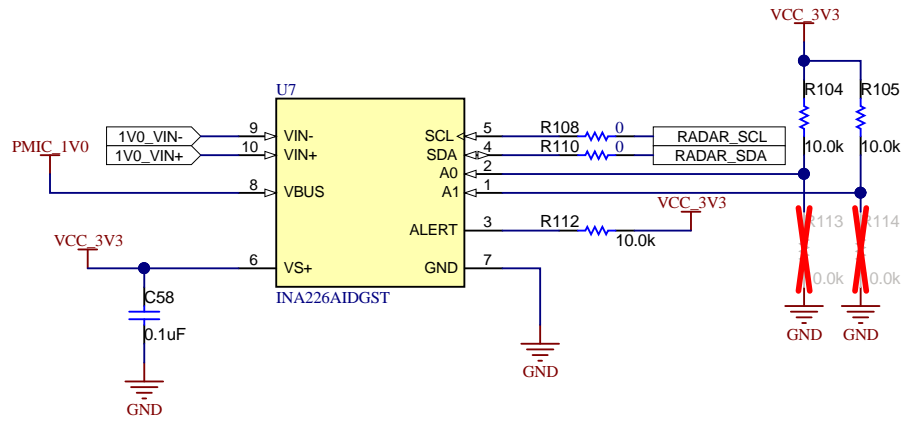 VCC_3V3
U7
R104 R105
1V0_VIN- 9 VIN- SCL 5 R108 0 RADAR_SCL
PMIC_1V0 1V0_VIN+ 10 VIN+ SDA 4 R110 0 RADAR_SDA
10.0k 10.0k
A0 2
8 VBUS A1 1
VCC_3V3
ALERT 3 R112 10.0k
R113 R114
VCC_3V3 6 VS+ GND 7
0.0k 0.0k
INA226AIDGST
C58
0.1uF
GND GND
GND
GND